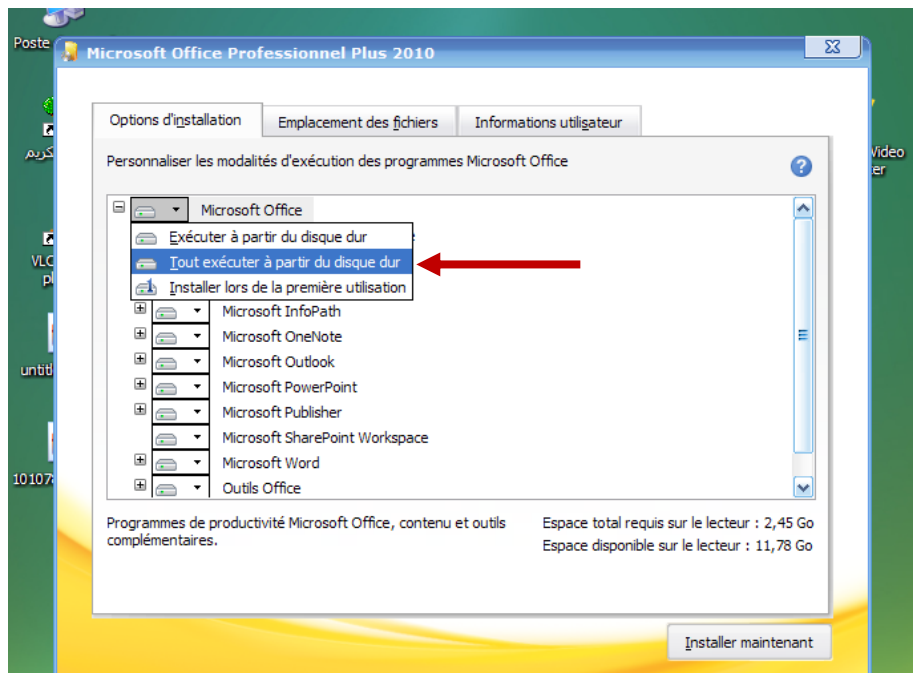 Poste
Microsoft Office Professionnel Plus 2010
Options d'installation
Emplacement des fichiers
Informations utilisateur
Personnaliser les modalités d'exécution des programmes Microsoft Office
Microsoft Office
Exécuter à partir du disque dur
Tout exécuter à partir du disque dur
Installer lors de la première utilisation
Microsoft InfoPath
Microsoft OneNote
Microsoft Outlook
Microsoft PowerPoint
Microsoft Publisher
Microsoft SharePoint Workspace
Microsoft Word
Outils Office
Programmes de productivité Microsoft Office, contenu et outils
complémentaires.
Espace total requis sur le lecteur : 2,45 Go
Espace disponible sur le lecteur : 11,78 Go
Installer maintenant
كريم
VLC
pl
untitl
10107
Video
ter